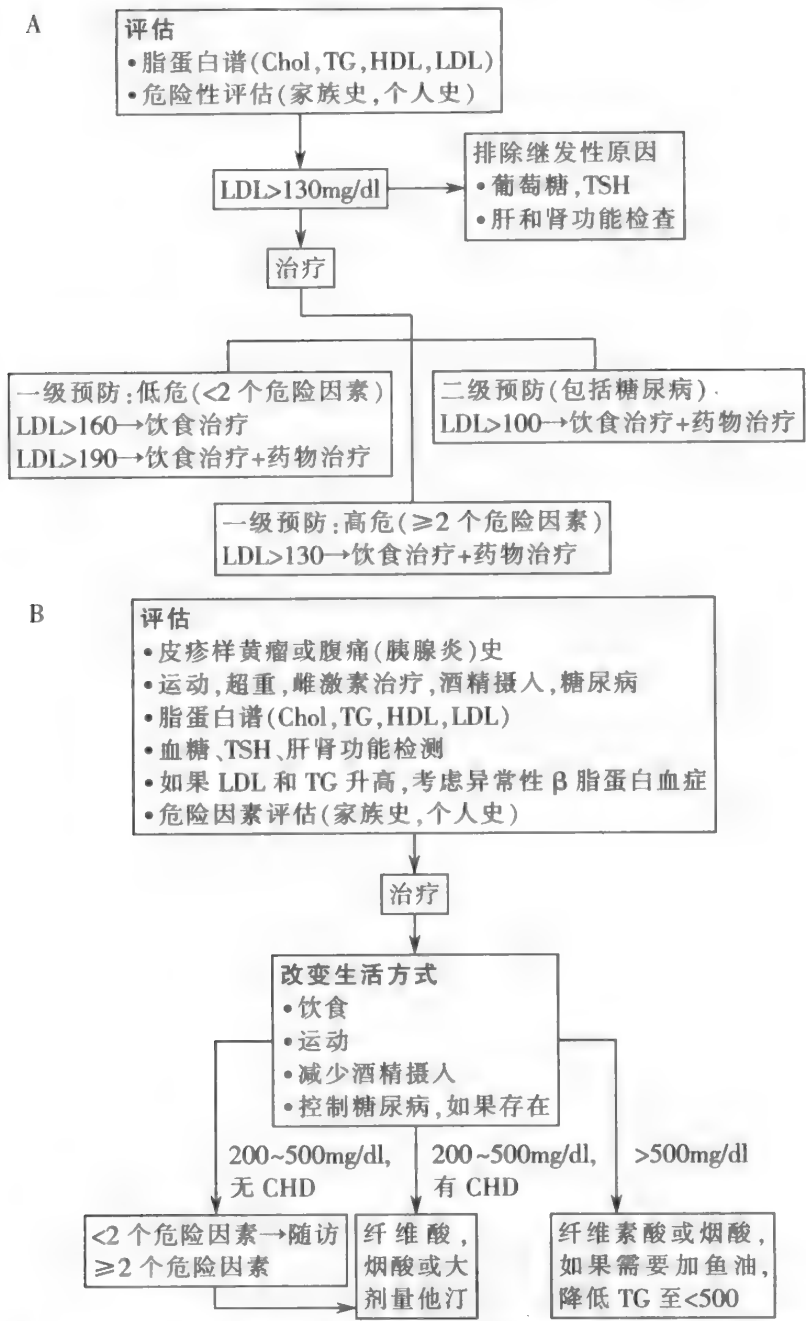 A
评估
•脂蛋白谱(Chol,TG,HDL,LDL)
•危险性评估(家族史,个人史)
LDL>130mg/dl
排除继发性原因
•葡萄糖,TSH
•肝和肾功能检查
治疗
一级预防:低危(<2个危险因素)
LDL>160→饮食治疗
LDL>190→饮食治疗+药物治疗
二级预防(包括糖尿病)
LDL>100→饮食治疗+药物治疗
一级预防:高危(≥2个危险因素)
LDL>130→饮食治疗+药物治疗
B
评估
•皮疹样黄瘤或腹痛(胰腺炎)史
•运动,超重,雌激素治疗,酒精摄入,糖尿病
•脂蛋白谱(Chol,TG,HDL,LDL)
•血糖、TSH、肝肾功能检测
•如果LDL和TG升高,考虑异常性β脂蛋白血症
•危险因素评估(家族史,个人史)
治疗
改变生活方式
•饮食
•运动
•减少酒精摄入
•控制糖尿病,如果存在
200~500mg/dl,
无CHD
200~500mg/dl,
有CHD
>500mg/dl
<2个危险因素→随访
≥2个危险因素
纤维酸,
烟酸或大
剂量他汀
纤维素酸或烟酸,
如果需要加鱼油,
降低TG至<500